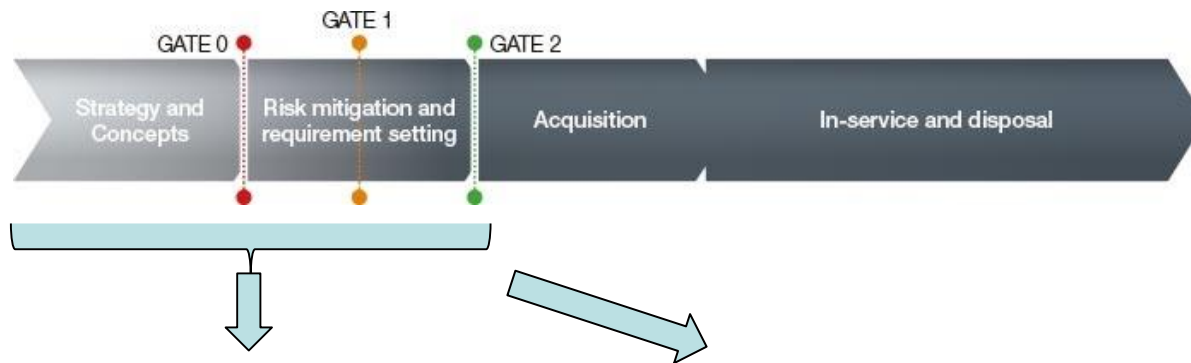 GATE 1
GATE 0
GATE 2
Strategy and
Concepts
Risk mitigation and
requirement setting
Acquisition
In-service and disposal